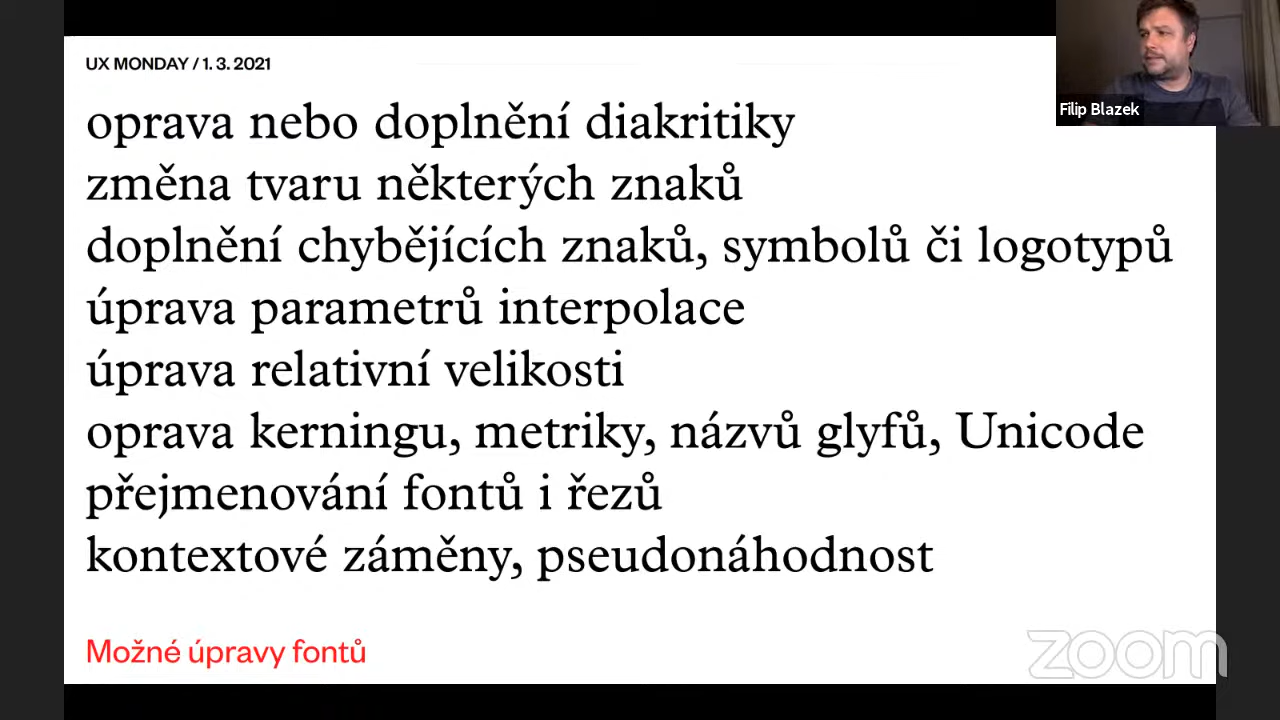 UX MONDAY / 1. 3. 2021
oprava nebo doplnění diakritiky
změna tvaru některých znaků
doplnění chybějících znaků, symbolů či logotypů
úprava parametrů interpolace
úprava relativní velikosti
oprava kerningu, metriky, názvů glyfů, Unicode
přejmenování fontů i řezů
kontextové záměny, pseudonáhodnost
Možné úpravy fontů
Filip Blazek
zoom